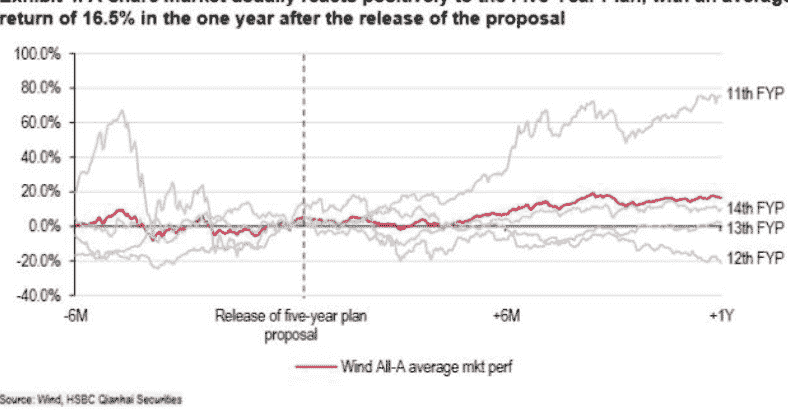 return of 16.5% in the one year after the release of the proposal
100.0%
80.0%
60.0%
40.0%
20.0%
0.0%
-20.0%
-40.0%
11th FYP
14th FYP
13th FYP
12th FYP
-6M
Release of five-year plan
proposal
+6M
+1Y
Wind All-A average mkt perf
Source: Wind, HSBC Qianhai Securities